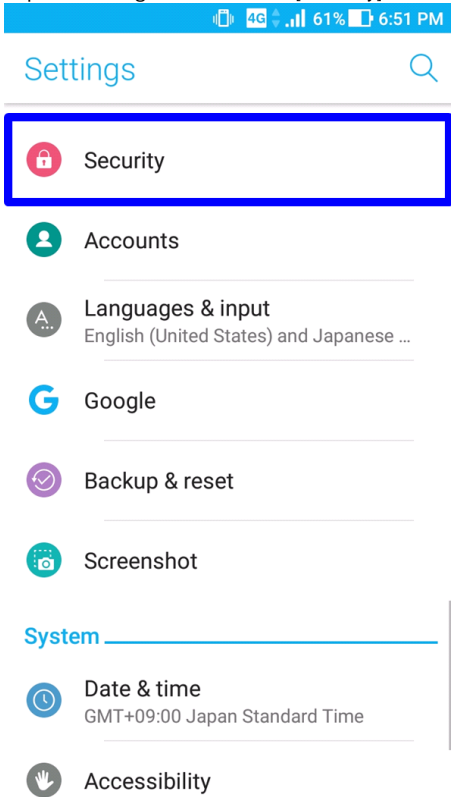 4G 61% 6:51 PM
Settings
Security
Accounts
A...
Languages & input
English (United States) and Japanese ...
G
Google
Backup & reset
Screenshot
System
Date & time
GMT+09:00 Japan Standard Time
Accessibility